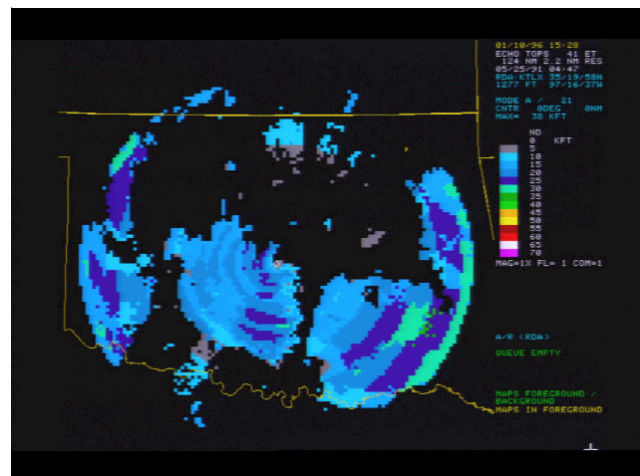 01/10/96 15:28
ECHO TOPS 41 ET
124 NM 2.2 NM RES
05/25/91 04:47
RDA:KTLX 35/19/58N
1277 FT 97/16/37W
MODE A / 21
CNTR 0DEG 0NM
MAX= 38 KFT
ND
0 KFT
5
10
15
20
25
30
35
40
45
50
55
60
65
70
MAG=1X FL= 1 COM=1
A/R (RDA)
QUEUE EMPTY
MAPS FOREGROUND /
BACKGROUND
MAPS IN FOREGROUND